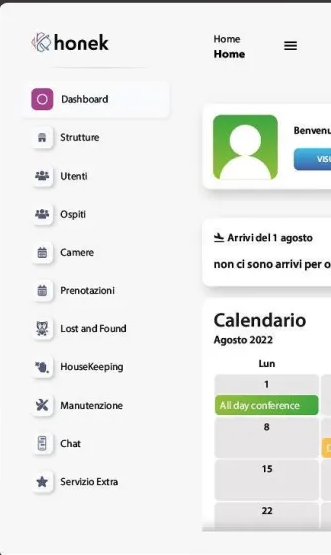 honek
Dashboard
Strutture
Utenti
Ospiti
Camere
Prenotazioni
Lost and Found
HouseKeeping
Manutenzione
Chat
Servizio Extra
Home
Home
Benvenu
VISU
Arrivi del 1 agosto
non ci sono arrivi per o
Calendario
Agosto 2022
Lun
1
All day conference
8
15
22